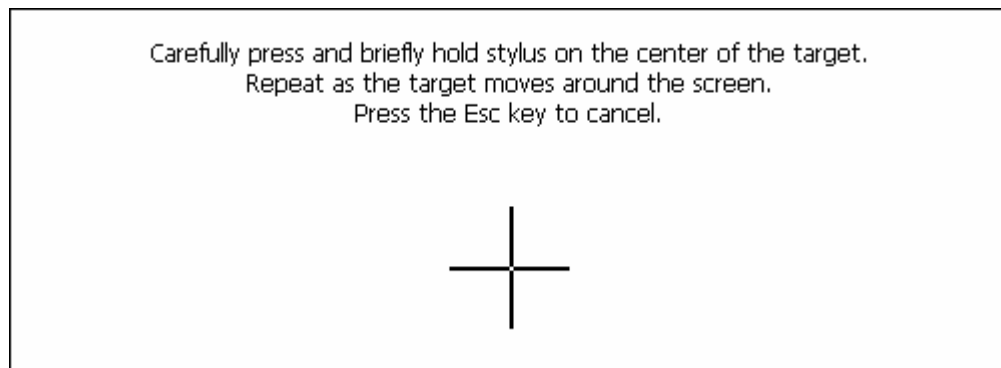 Carefully press and briefly hold stylus on the center of the target.
Repeat as the target moves around the screen.
Press the Esc key to cancel.